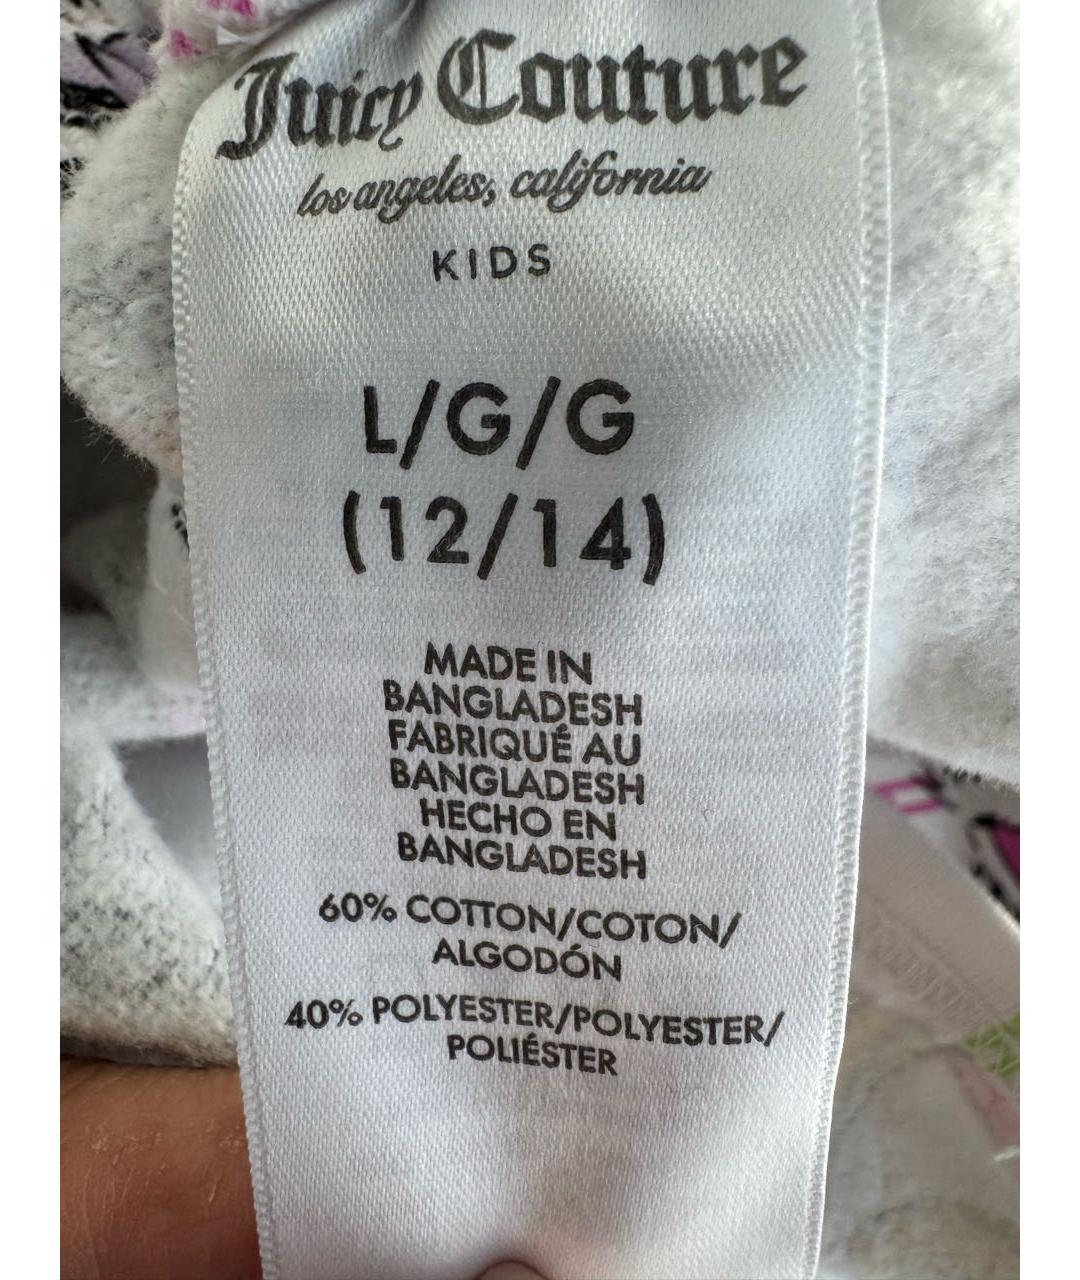 Juicy Couture
los angeles, california
KIDS
L/G/G
(12/14)
MADE IN
BANGLADESH
FABRIQUÉ AU
BANGLADESH
HECHO EN
BANGLADESH
60% COTTON/COTON/
ALGODÓN
40% POLYESTER/POLYESTER/
POLIÉSTER